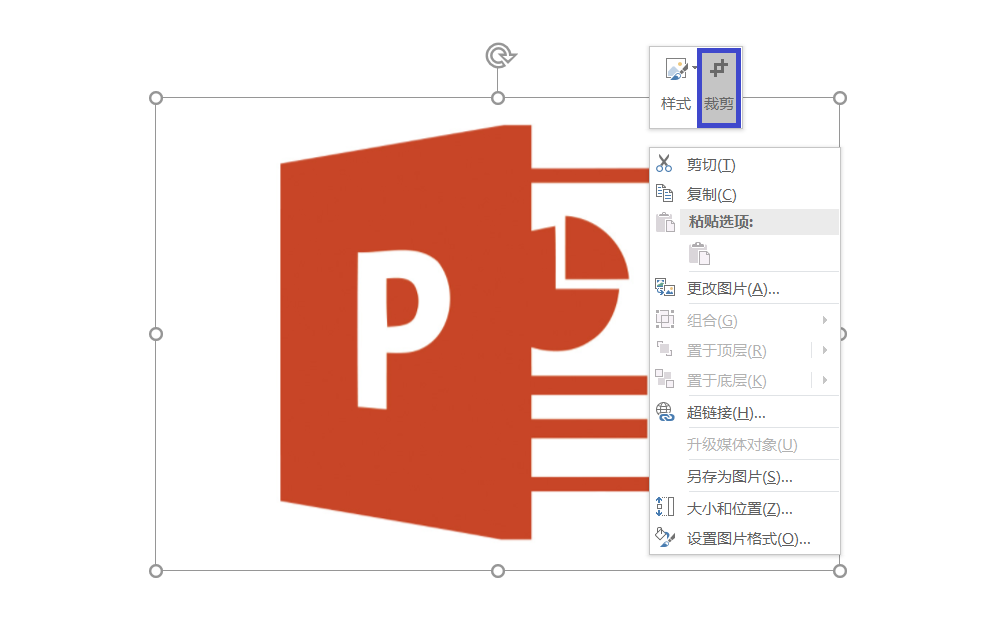 样式 裁剪
剪切(T)
复制(C)
粘贴选项:
更改图片(A)...
组合(G)
置于顶层(R)
置于底层(K)
超链接(H)...
升级媒体对象(U)
另存为图片(S)...
大小和位置(Z)...
设置图片格式(O)...
P